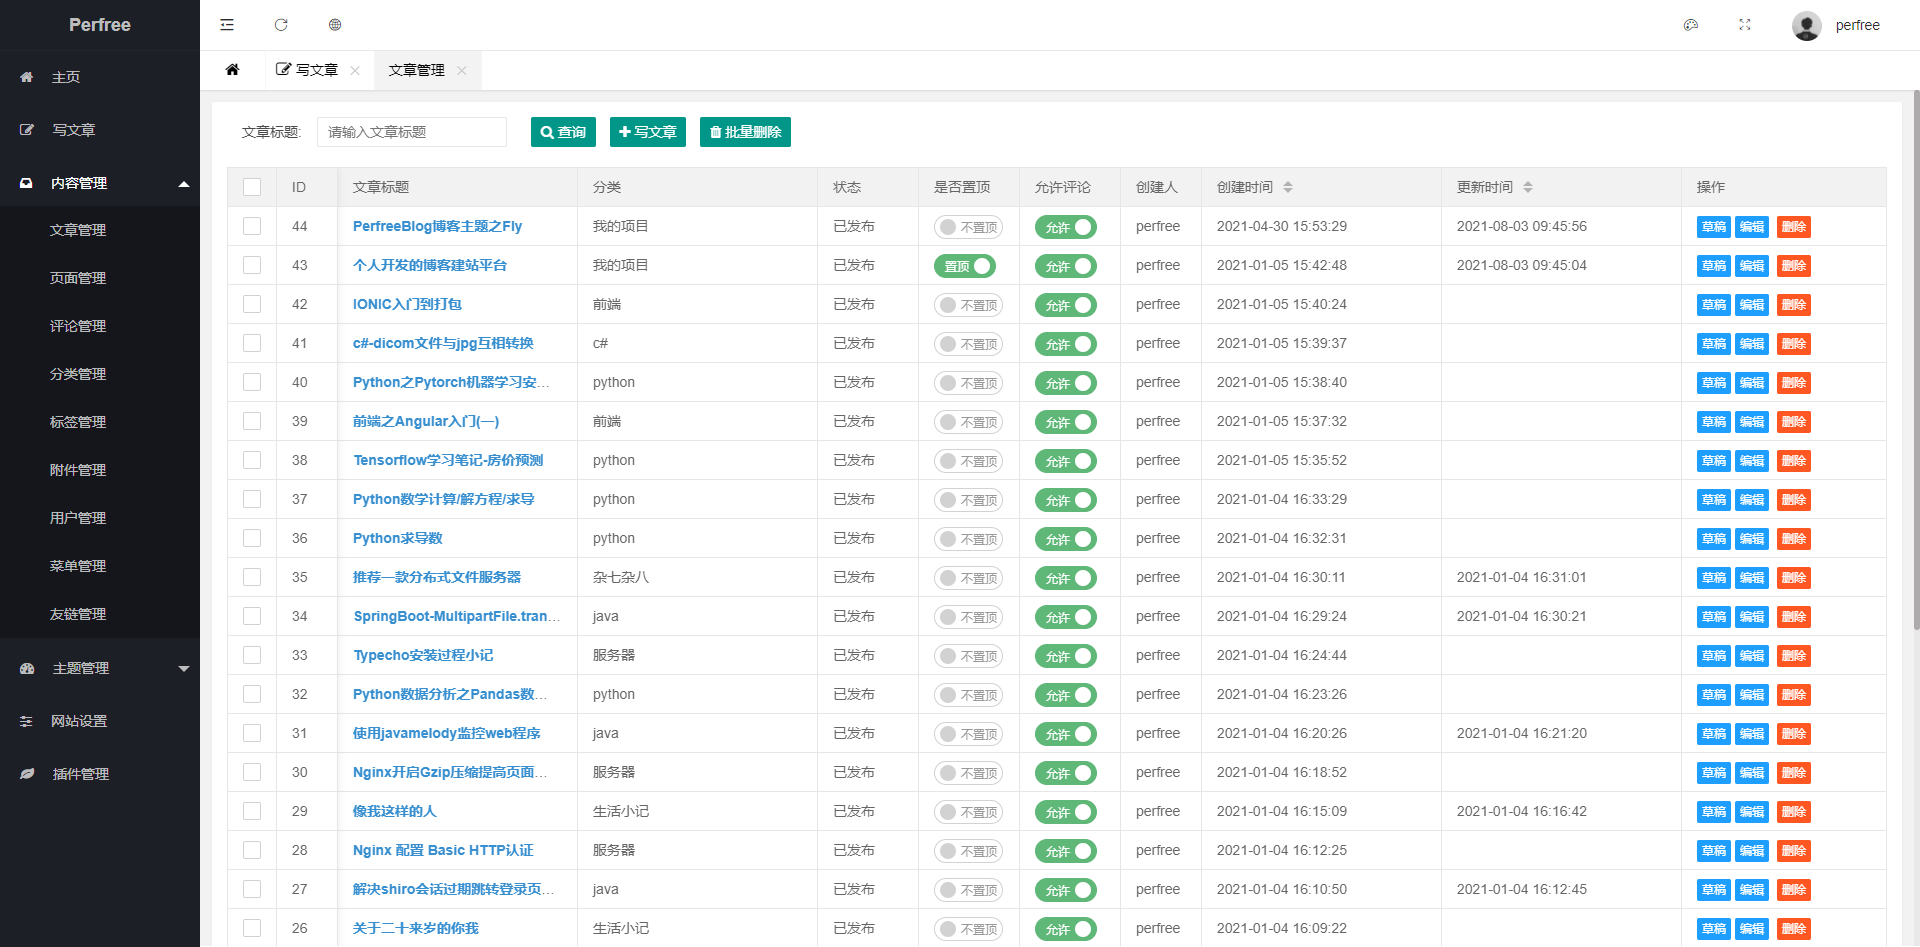 Perfree
perfree
主页
写文章
内容管理
文章管理
页面管理
评论管理
分类管理
标签管理
附件管理
用户管理
菜单管理
友链管理
主题管理
网站设置
插件管理
写文章 文章管理
文章标题: 请输入文章标题 查询 写文章 批量删除
ID 文章标题 分类 状态 是否置顶 允许评论 创建人 创建时间 更新时间 操作
44 PerfreeBlog博客主题之Fly 我的项目 已发布 不置顶 允许 perfree 2021-04-30 15:53:29 2021-08-03 09:45:56 草稿 编辑 删除
43 个人开发的博客建站平台 我的项目 已发布 置顶 允许 perfree 2021-01-05 15:42:48 2021-08-03 09:45:04 草稿 编辑 删除
42 IONIC入门到打包 前端 已发布 不置顶 允许 perfree 2021-01-05 15:40:24 草稿 编辑 删除
41 c#-dicom文件与jpg互相转换 c# 已发布 不置顶 允许 perfree 2021-01-05 15:39:37 草稿 编辑 删除
40 Python之Pytorch机器学习安... python 已发布 不置顶 允许 perfree 2021-01-05 15:38:40 草稿 编辑 删除
39 前端之Angular入门(一) 前端 已发布 不置顶 允许 perfree 2021-01-05 15:37:32 草稿 编辑 删除
38 Tensorflow学习笔记-房价预测 python 已发布 不置顶 允许 perfree 2021-01-05 15:35:52 草稿 编辑 删除
37 Python数学计算/解方程/求导 python 已发布 不置顶 允许 perfree 2021-01-04 16:33:29 草稿 编辑 删除
36 Python求导数 python 已发布 不置顶 允许 perfree 2021-01-04 16:32:31 草稿 编辑 删除
35 推荐一款分布式文件服务器 杂七杂八 已发布 不置顶 允许 perfree 2021-01-04 16:30:11 2021-01-04 16:31:01 草稿 编辑 删除
34 SpringBoot-MultipartFile.tran... java 已发布 不置顶 允许 perfree 2021-01-04 16:29:24 2021-01-04 16:30:21 草稿 编辑 删除
33 Typecho安装过程小记 服务器 已发布 不置顶 允许 perfree 2021-01-04 16:24:44 草稿 编辑 删除
32 Python数据分析之Pandas数... python 已发布 不置顶 允许 perfree 2021-01-04 16:23:26 草稿 编辑 删除
31 使用javamelody监控web程序 java 已发布 不置顶 允许 perfree 2021-01-04 16:20:26 2021-01-04 16:21:20 草稿 编辑 删除
30 Nginx开启Gzip压缩提高页面... 服务器 已发布 不置顶 允许 perfree 2021-01-04 16:18:52 草稿 编辑 删除
29 像我这样的人 生活小记 已发布 不置顶 允许 perfree 2021-01-04 16:15:09 2021-01-04 16:16:42 草稿 编辑 删除
28 Nginx 配置 Basic HTTP认证 服务器 已发布 不置顶 允许 perfree 2021-01-04 16:12:25 草稿 编辑 删除
27 解决shiro会话过期跳转登录页... java 已发布 不置顶 允许 perfree 2021-01-04 16:10:50 2021-01-04 16:12:45 草稿 编辑 删除
26 关于二十来岁的你我 生活小记 已发布 不置顶 允许 perfree 2021-01-04 16:09:22 草稿 编辑 删除